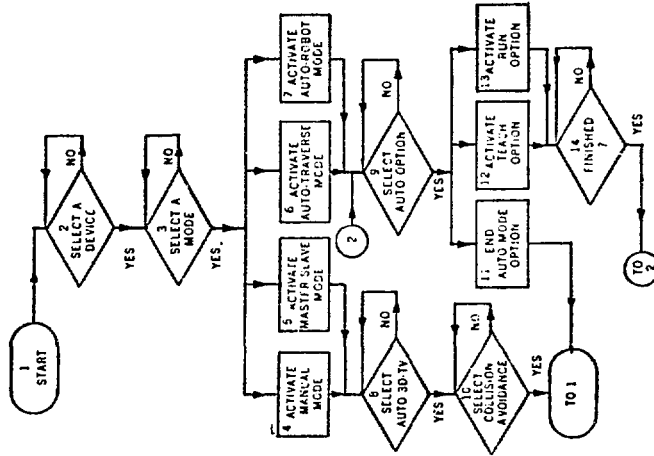 1
START
2
SELECT A
DEVICE
NO
YES
3
SELECT A
MODE
NO
YES.
4 ACTIVATE
MANUAL
MODE
5 ACTIVATE
MASTER SLAVE
MODE
6 ACTIVATE
AUTO-TRAVERSE
MODE
7 ACTIVATE
AUTO-ROBOT
MODE
8
SELECT
AUTO 3D-TV
NO
YES
2
9
SELECT
AUTO OPTION
NO
YES
10
SELECT
COLLISION
AVOIDANCE
NO
YES
11 END
AUTO MODE
OPTION
12 ACTIVATE
TEACH
OPTION
13 ACTIVATE
RUN
OPTION
14
FINISHED
?
NO
YES
TO 1
TO
2